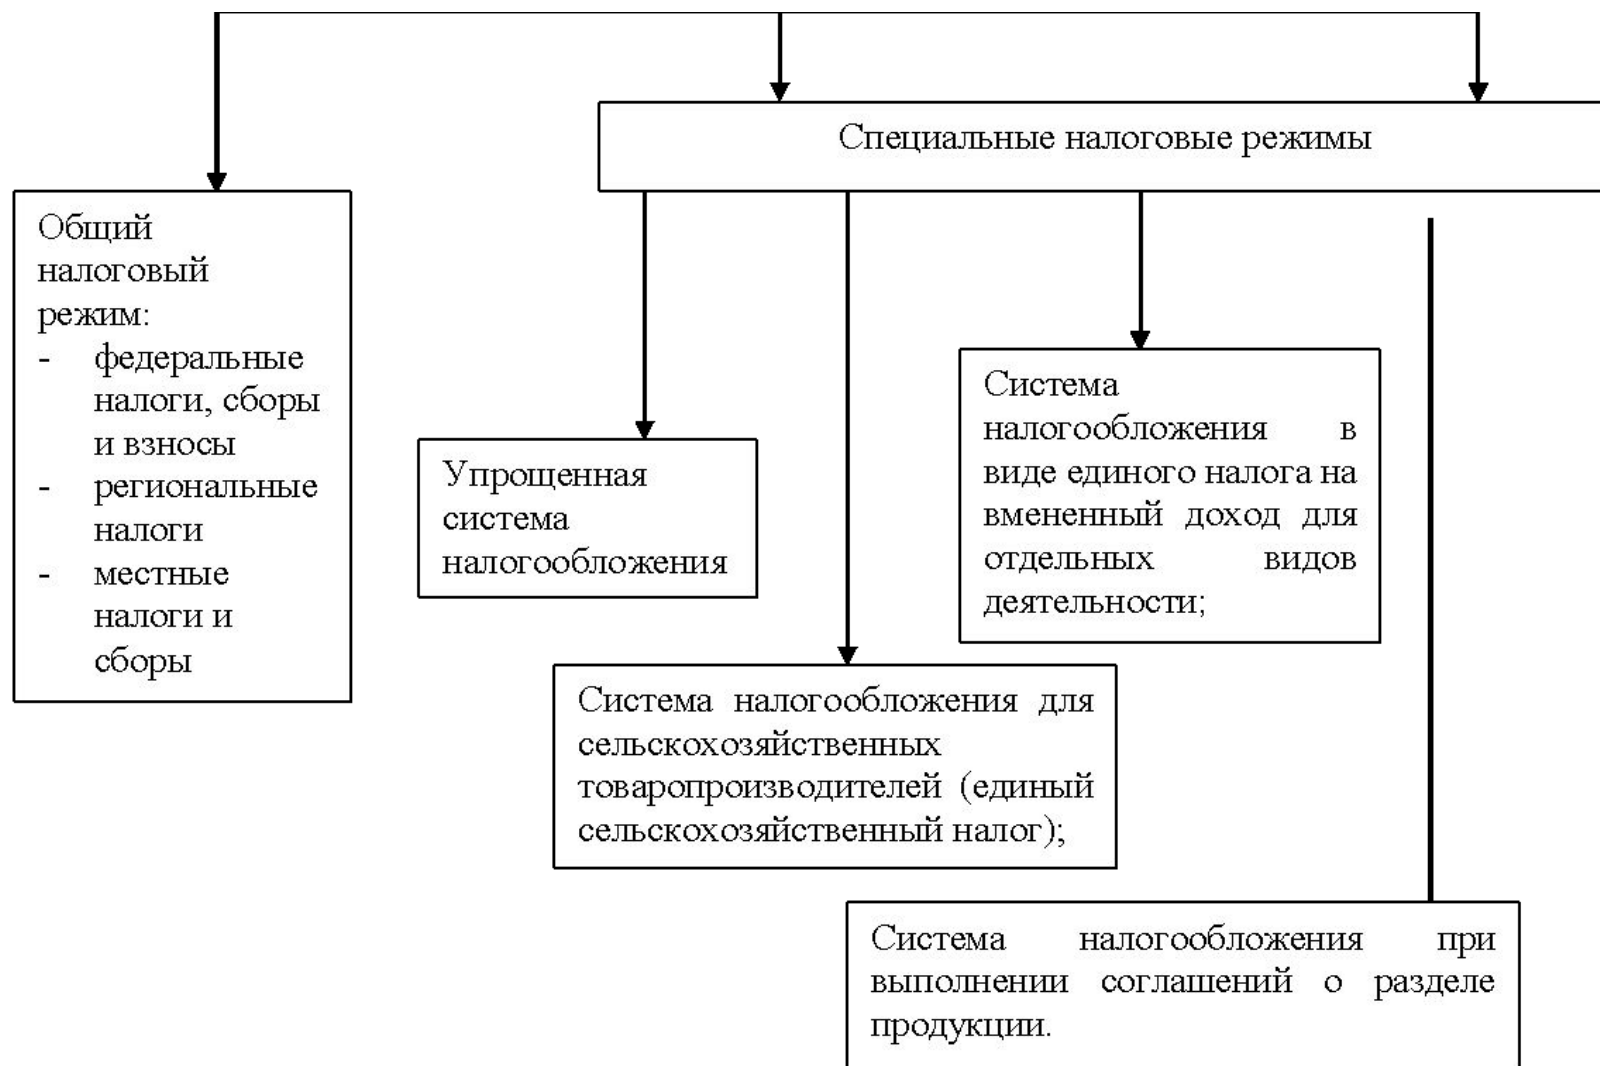 Специальные налоговые режимы
Общий
налоговый
режим:
- федеральные
налоги, сборы
и взносы
- региональные
налоги
- местные
налоги и
сборы
Упрощенная
система
налогообложения
Система
налогообложения в
виде единого налога на
вмененный доход для
отдельных видов
деятельности;
Система налогообложения для
сельскохозяйственных
товаропроизводителей (единый
сельскохозяйственный налог);
Система налогообложения при
выполнении соглашений о разделе
продукции.